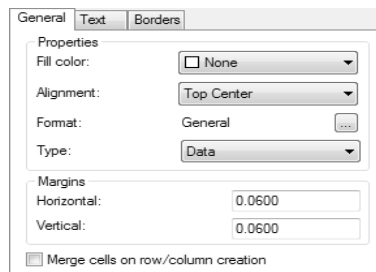 General Text Borders
Properties
Fill color: None
Alignment: Top Center
Format: General ...
Type: Data
Margins
Horizontal: 0.0600
Vertical: 0.0600
Merge cells on row/column creation